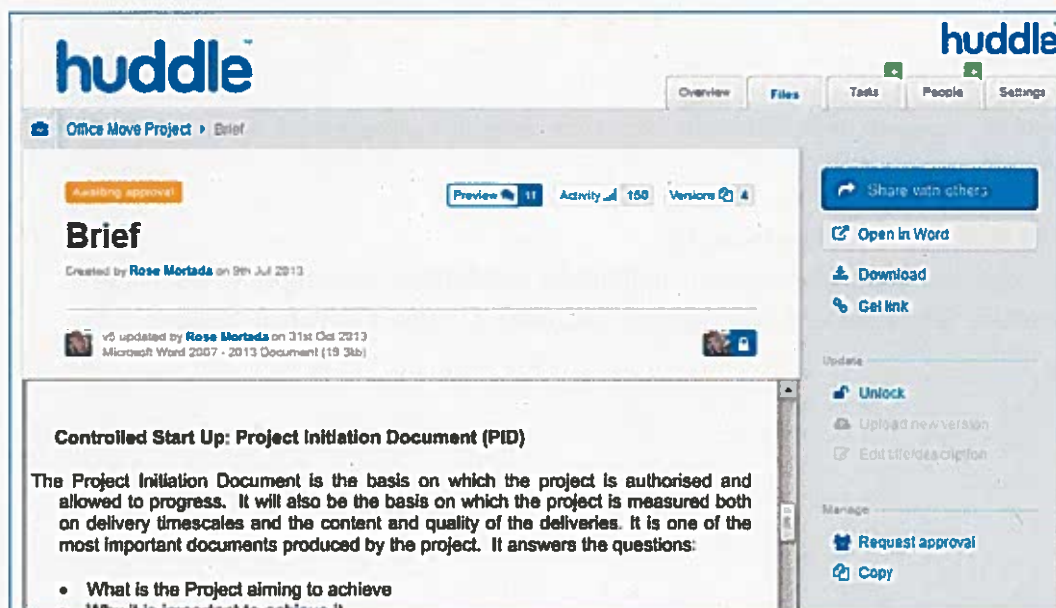 huddle
huddle
Overview Files Tasks People Settings
Office Move Project Brief
Awaiting approval
Preview 11 Activity 150 Versions 4
Brief
Created by Rose Mortada on 9th Jul 2013
v5 updated by Rose Mortada on 31st Oct 2013
Microsoft Word 2007 - 2013 Document (19 3kb)
Controlled Start Up: Project Initiation Document (PID)
The Project Initiation Document is the basis on which the project is authorised and
allowed to progress. It will also be the basis on which the project is measured both
on delivery timescales and the content and quality of the deliveries. It is one of the
most important documents produced by the project. It answers the questions:
• What is the Project aiming to achieve
• Why it is important to achieve it
Share with others
Open in Word
Download
Get link
Update
Unlock
Upload new version
Edit title/description
Manage
Request approval
Copy